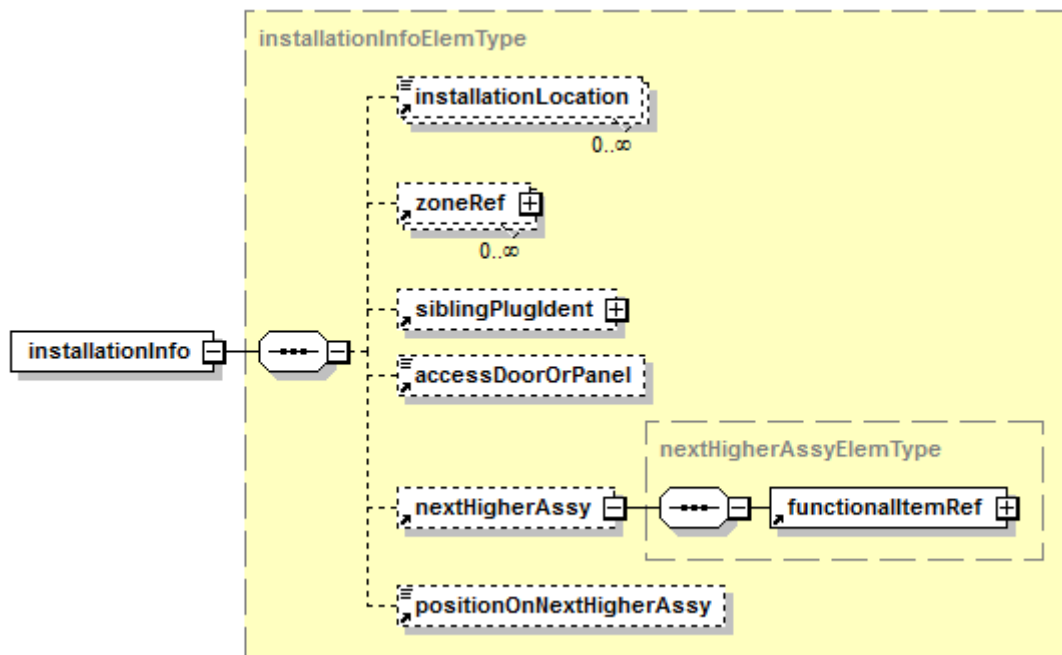 installationInfoElemType
installationLocation
0..∞
zoneRef
0..∞
siblingPlugIdent
installationInfo
accessDoorOrPanel
nextHigherAssyElemType
nextHigherAssy
functionalItemRef
positionOnNextHigherAssy